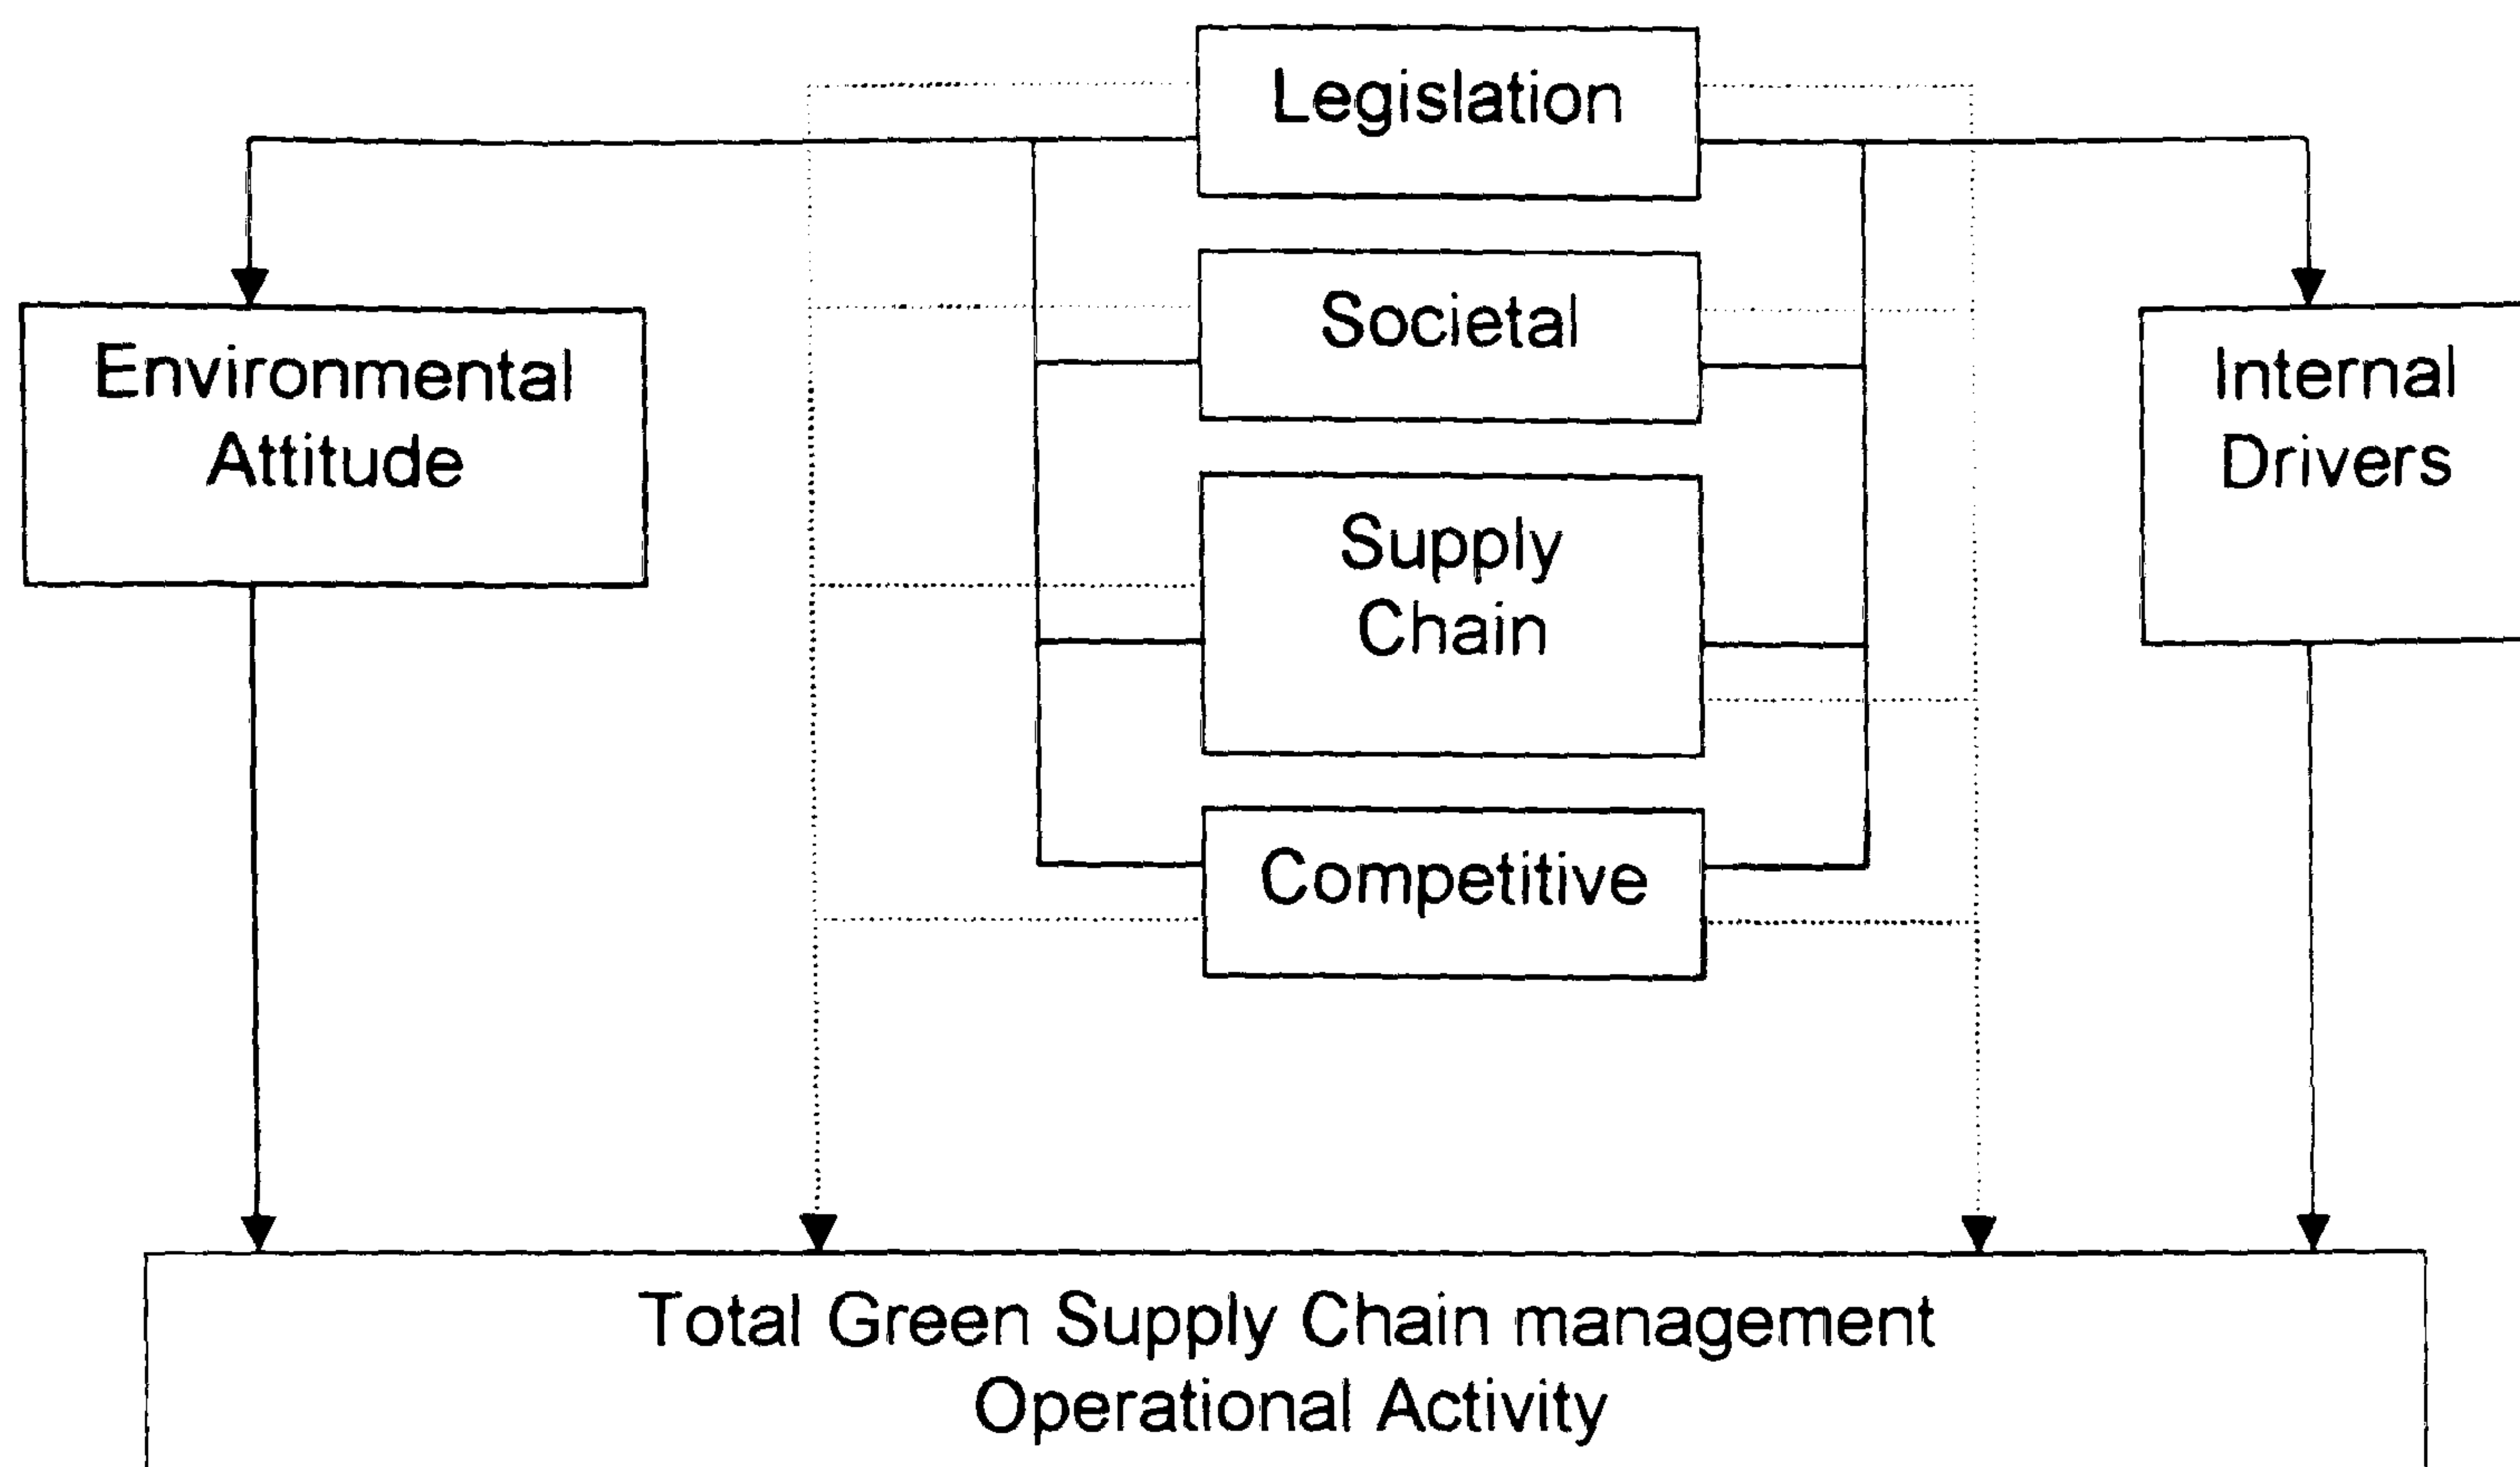 Legislation
Societal
Environmental
Attitude
Internal
Drivers
Supply
Chain
Competitive
Total Green Supply Chain management
Operational Activity